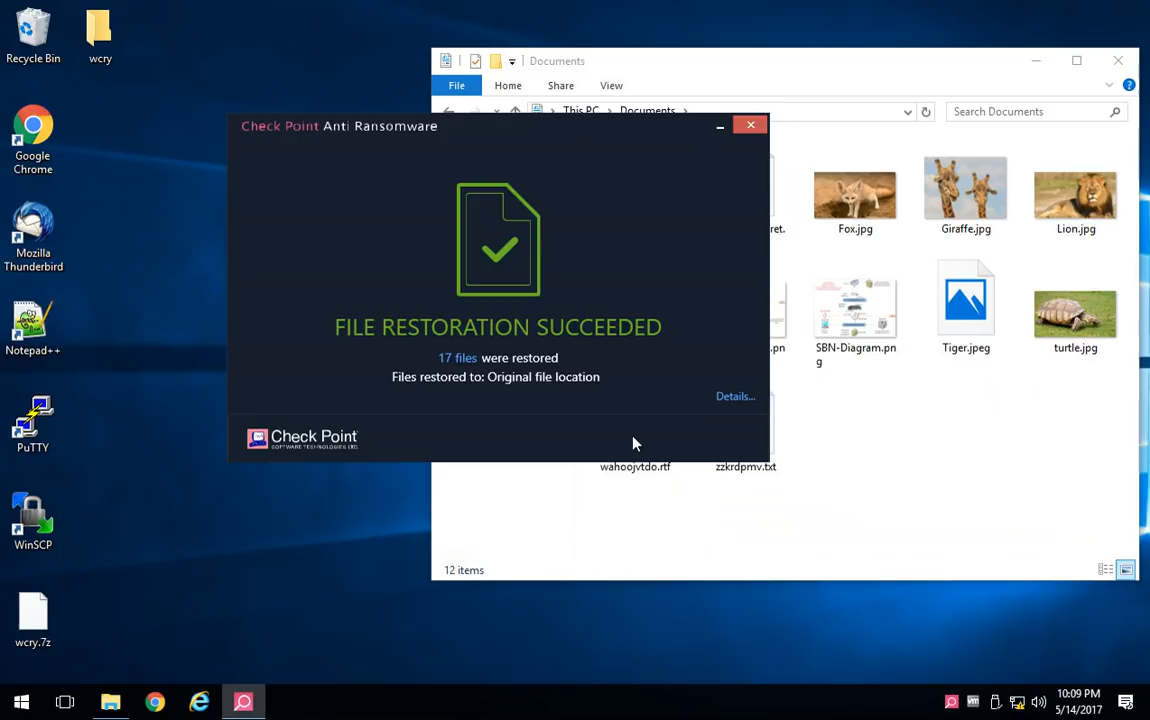 Recycle Bin
wcry
Google
Chrome
Mozilla
Thunderbird
Notepad++
PuTTY
WinSCP
wcry.7z
Documents
File
Home
Share
View
This PC
Documents
Search Documents
Check Point Anti Ransomware
FILE RESTORATION SUCCEEDED
17 files were restored
Files restored to: Original file location
Details...
Check Point
SOFTWARE TECHNOLOGIES LTD.
ret.
Fox.jpg
Giraffe.jpg
Lion.jpg
.pn
SBN-Diagram.pn
g
Tiger.jpeg
turtle.jpg
wahoojvtdo.rtf
zzkrdpmv.txt
12 items
10:09 PM
5/14/2017